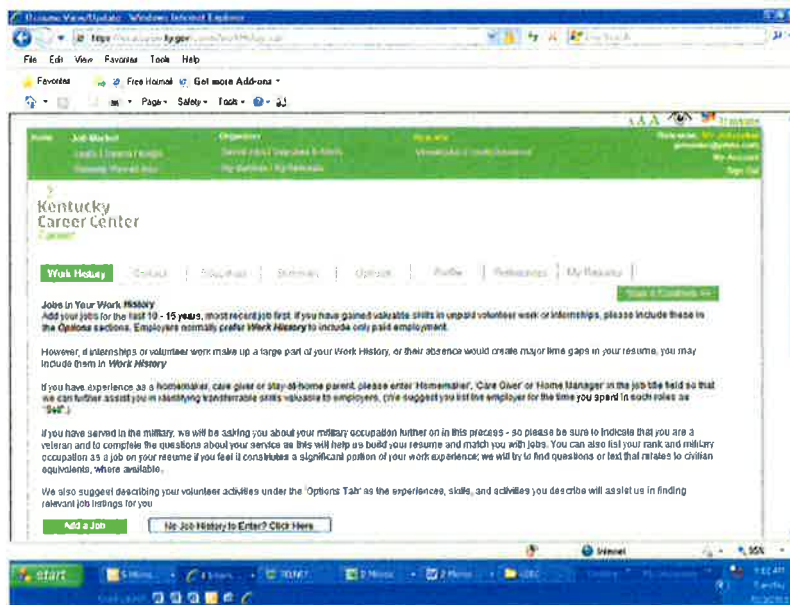 Resume View/Update - Windows Internet Explorer
https ky.gov
File Edit View Favorites Tools Help
Favorites Free Hotmail Get more Add-ons
Page Safety Tools
A A A Translate
Home Job Market Organizer
My Account
Sign Out
Kentucky
Career Center
Work History Contact Education Summary Options Profile Preferences My Resume
Save & Continue >>
Jobs in Your Work History
Add your jobs for the last 10 - 15 years, most recent job first. If you have gained valuable skills in unpaid volunteer work or internships, please include these in
the Options sections. Employers normally prefer Work History to include only paid employment.
However, if internships or volunteer work make up a large part of your Work History, or their absence would create major time gaps in your resume, you may
include them in Work History
If you have experience as a homemaker, care giver or stay-at-home parent, please enter 'Homemaker', 'Care Giver' or 'Home Manager' in the job title field so that
we can further assist you in identifying transferrable skills valuable to employers. (We suggest you list the employer for the time you spent in such roles as
"Self".)
If you have served in the military, we will be asking you about your military occupation further on in this process - so please be sure to indicate that you are a
veteran and to complete the questions about your service as this will help us build your resume and match you with jobs. You can also list your rank and military
occupation as a job on your resume if you feel it constitutes a significant portion of your work experience; we will try to find questions or text that relates to civilian
equivalents, where available.
We also suggest describing your volunteer activities under the 'Options Tab' as the experiences, skills, and activities you describe will assist us in finding
relevant job listings for you
Add a Job No Job History to Enter? Click Here
Internet 95%
start